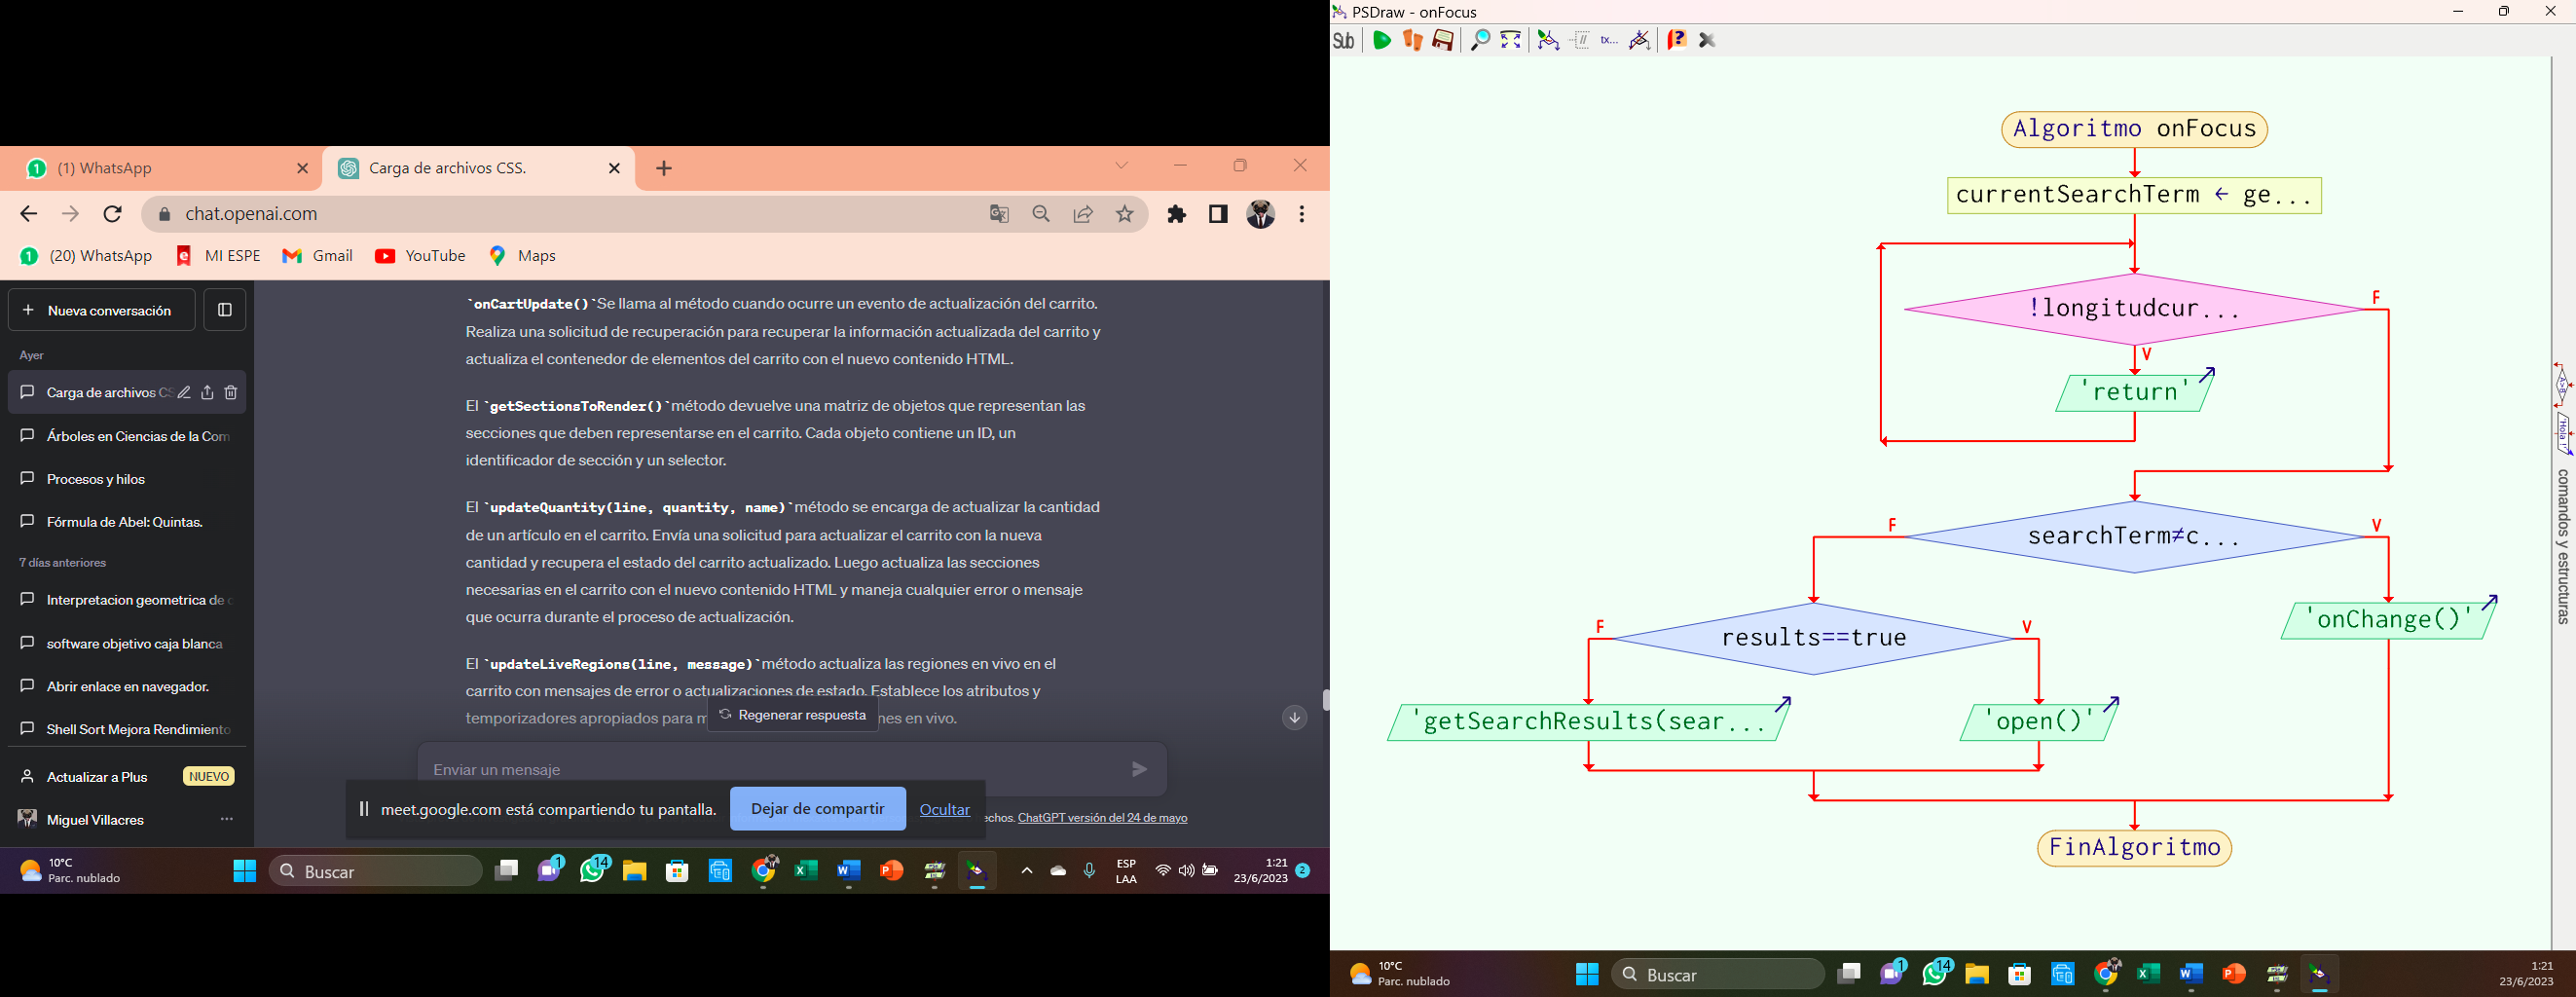 (1) WhatsApp
Carga de archivos CSS.
chat.openai.com
(20) WhatsApp
MI ESPE
Gmail
YouTube
Maps
Nueva conversación
Ayer
Carga de archivos CS
Árboles en Ciencias de la Com
Procesos y hilos
Fórmula de Abel: Quintas.
7 días anteriores
Interpretacion geometrica de
software objetivo caja blanca
Abrir enlace en navegador.
Shell Sort Mejora Rendimiento
Actualizar a Plus
NUEVO
Miguel Villacres
`onCartUpdate()`Se llama al método cuando ocurre un evento de actualización del carrito.
Realiza una solicitud de recuperación para recuperar la información actualizada del carrito y
actualiza el contenedor de elementos del carrito con el nuevo contenido HTML.
El `getSectionsToRender()`método devuelve una matriz de objetos que representan las
secciones que deben representarse en el carrito. Cada objeto contiene un ID, un
identificador de sección y un selector.
El `updateQuantity(line, quantity, name)`método se encarga de actualizar la cantidad
de un artículo en el carrito. Envía una solicitud para actualizar el carrito con la nueva
cantidad y recupera el estado del carrito actualizado. Luego actualiza las secciones
necesarias en el carrito con el nuevo contenido HTML y maneja cualquier error o mensaje
que ocurra durante el proceso de actualización.
El `updateLiveRegions(line, message)`método actualiza las regiones en vivo en el
carrito con mensajes de error o actualizaciones de estado. Establece los atributos y
temporizadores apropiados para m
nes en vivo.
Regenerar respuesta
Enviar un mensaje
meet.google.com está compartiendo tu pantalla.
Dejar de compartir
Ocultar
echos. ChatGPT versión del 24 de mayo
10°C
Parc. nublado
Buscar
1
14
ESP
LAA
1:21
23/6/2023
2
PSDraw - onFocus
Sub
tx...
Algoritmo onFocus
currentSearchTerm ← ge...
!longitudcur...
F
V
'return'
searchTerm≠c...
F
V
results==true
'onChange()'
F
V
'getSearchResults(sear...
'open()'
FinAlgoritmo
A>B
'Hola !'
comandos y estructuras
10°C
Parc. nublado
Buscar
1
14
1:21
23/6/2023